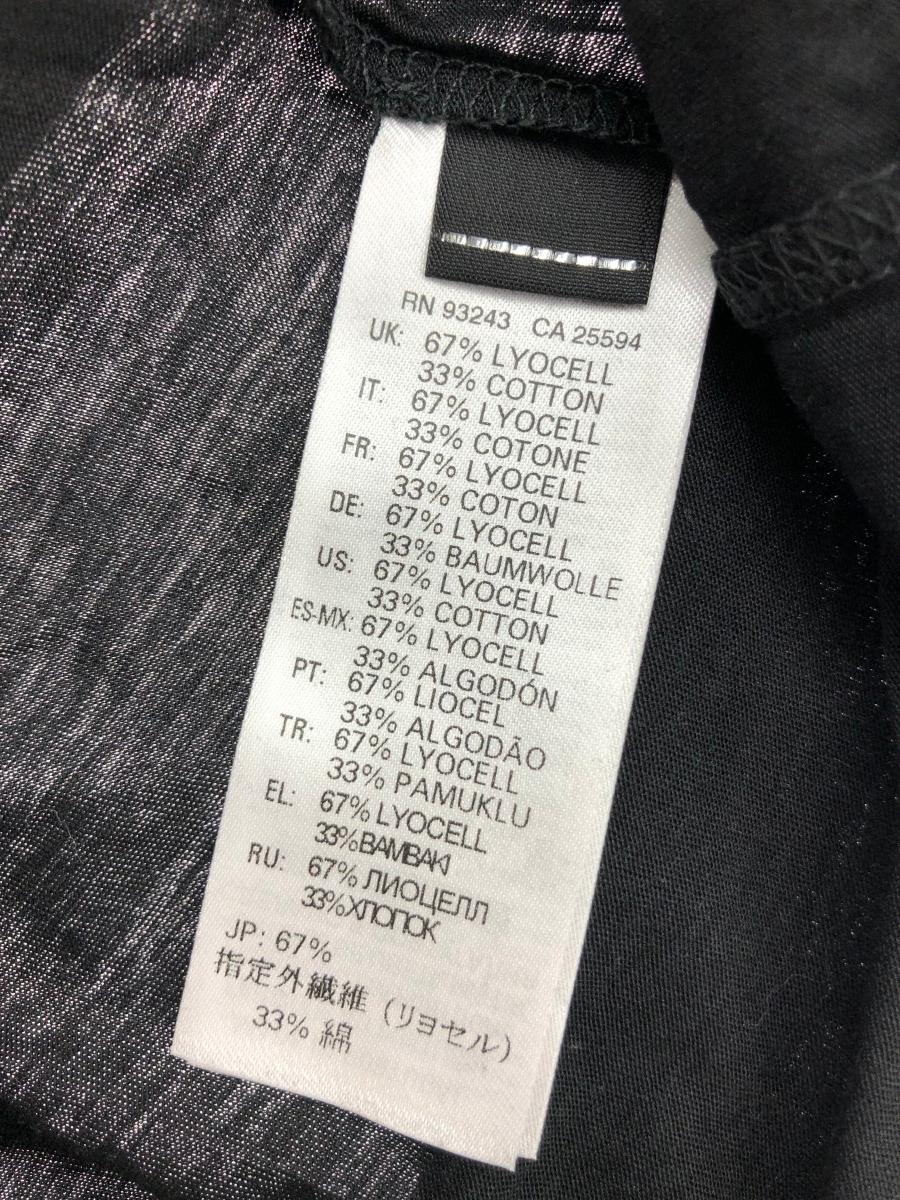 RN 93243 CA 25594
UK: 67% LYOCELL
33% COTTON
IT: 67% LYOCELL
33% COTONE
FR: 67% LYOCELL
33% COTON
DE: 67% LYOCELL
33% BAUMWOLLE
US: 67% LYOCELL
33% COTTON
ES-MX: 67% LYOCELL
33% ALGODÓN
PT: 67% LIOCEL
33% ALGODÃO
TR: 67% LYOCELL
33% PAMUKLU
EL: 67% LYOCELL
33% ΒΑΜΒΑΚΙ
RU: 67% ЛИОЦЕЛЛ
33% ХЛОПОК
JP: 67%
指定外繊維 (リヨセル)
33% 綿